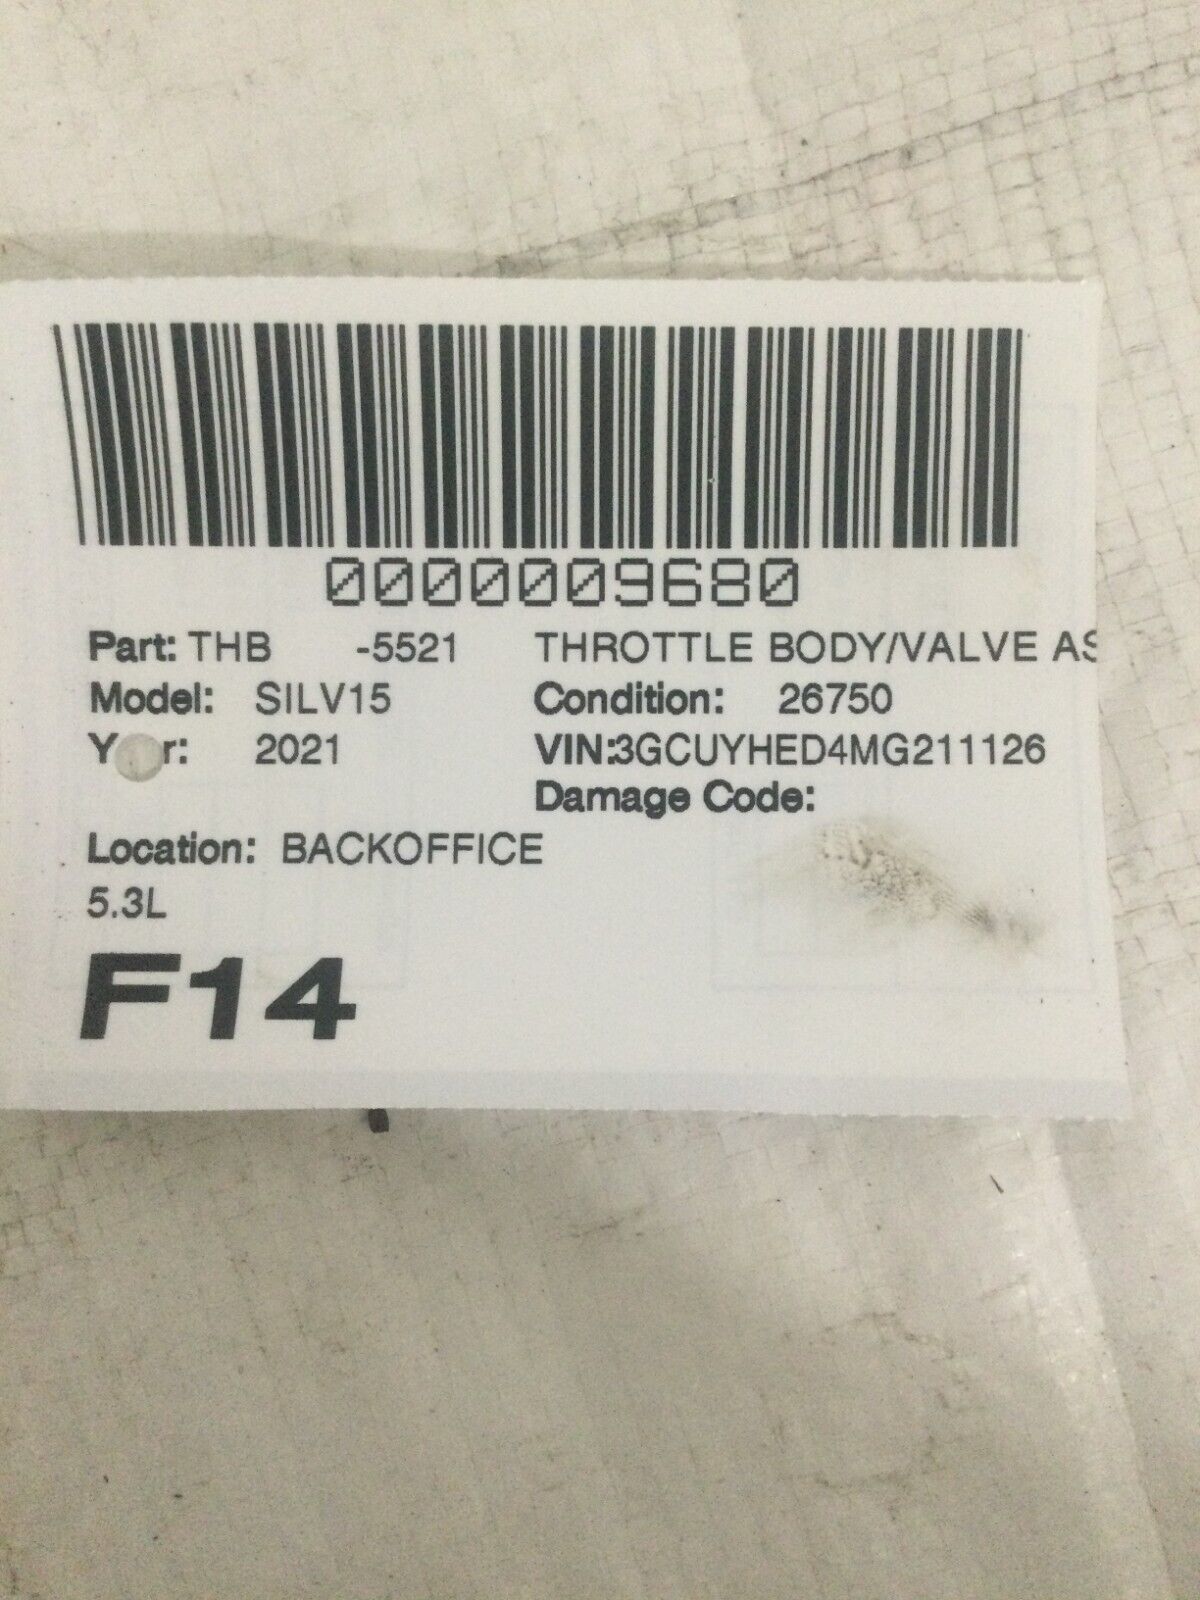 0000009680
Part: THB -5521 THROTTLE BODY/VALVE AS
Model: SILV15 Condition: 26750
Y r: 2021 VIN:3GCUYHED4MG211126
Damage Code:
Location: BACKOFFICE
5.3L
F14